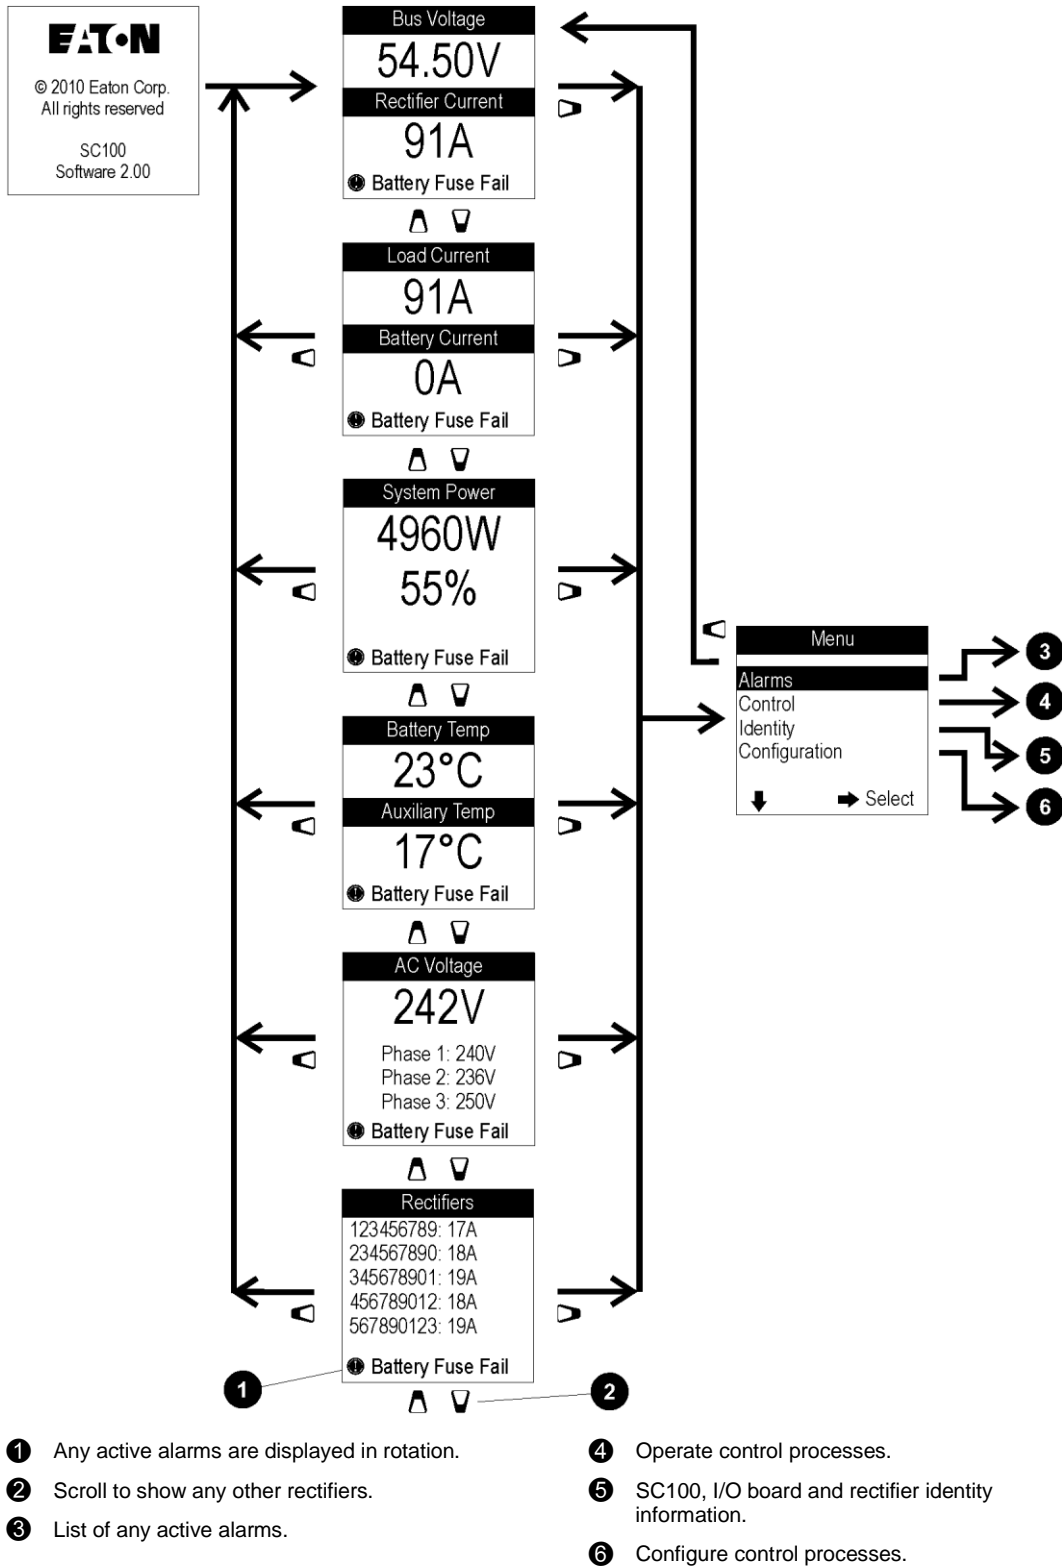 EATON
© 2010 Eaton Corp.
All rights reserved
SC100
Software 2.00
Bus Voltage
54.50V
Rectifier Current
91A
Battery Fuse Fail
Load Current
91A
Battery Current
0A
Battery Fuse Fail
System Power
4960W
55%
Battery Fuse Fail
Battery Temp
23°C
Auxiliary Temp
17°C
Battery Fuse Fail
AC Voltage
242V
Phase 1: 240V
Phase 2: 236V
Phase 3: 250V
Battery Fuse Fail
Rectifiers
123456789: 17A
234567890: 18A
345678901: 19A
456789012: 18A
567890123: 19A
Battery Fuse Fail
1
2
Menu
Alarms
Control
Identity
Configuration
Select
3
4
5
6
1 Any active alarms are displayed in rotation.
2 Scroll to show any other rectifiers.
3 List of any active alarms.
4 Operate control processes.
5 SC100, I/O board and rectifier identity
information.
6 Configure control processes.